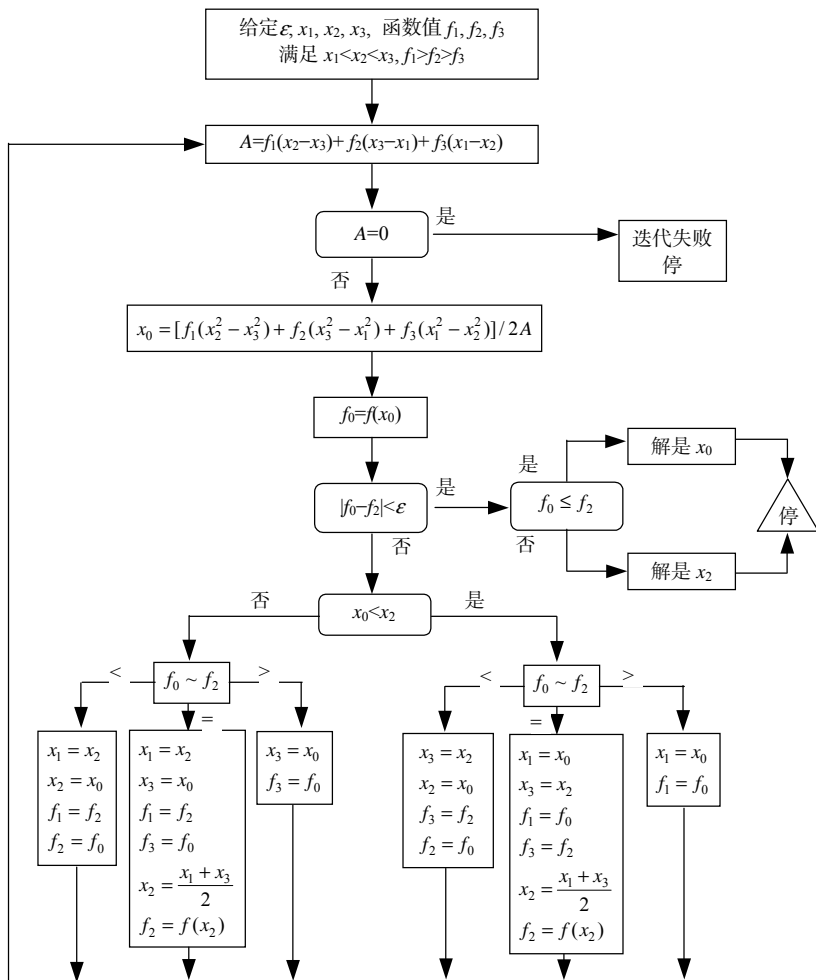 给定ε, x₁, x₂, x₃, 函数值 f₁, f₂, f₃
满足 x₁<x₂<x₃, f₁>f₂>f₃
A=f₁(x₂−x₃)+ f₂(x₃−x₁)+ f₃(x₁−x₂)
A=0
是
迭代失败
停
否
x₀ = [f₁(x₂² − x₃²) + f₂(x₃² − x₁²) + f₃(x₁² − x₂²)] / 2A
f₀=f(x₀)
|f₀−f₂|<ε
是
f₀ ≤ f₂
是
解是 x₀
否
解是 x₂
停
否
x₀<x₂
否
是
f₀ ~ f₂
<
=
>
x₁ = x₂
x₂ = x₀
f₁ = f₂
f₂ = f₀
x₁ = x₂
x₃ = x₀
f₁ = f₂
f₃ = f₀
x₂ = (x₁ + x₃)/2
f₂ = f(x₂)
x₃ = x₀
f₃ = f₀
f₀ ~ f₂
<
=
>
x₃ = x₂
x₂ = x₀
f₃ = f₂
f₂ = f₀
x₁ = x₀
x₃ = x₂
f₁ = f₀
f₃ = f₂
x₂ = (x₁ + x₃)/2
f₂ = f(x₂)
x₁ = x₀
f₁ = f₀